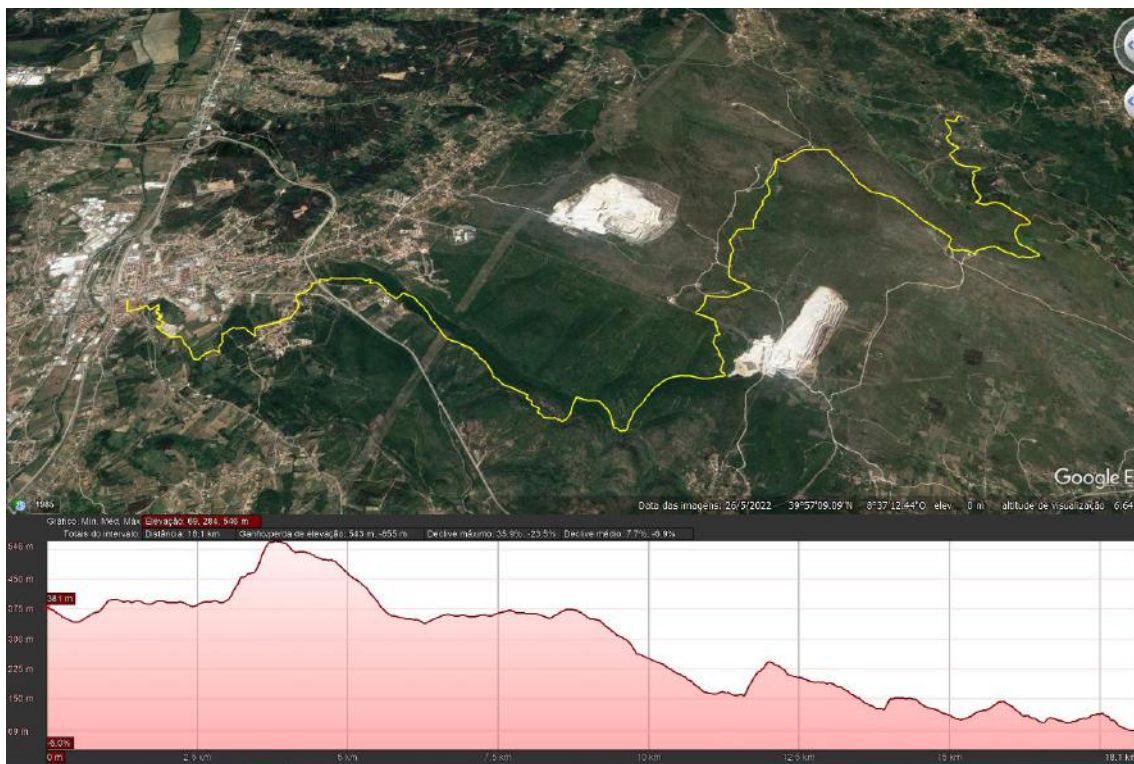 Google E
1985
Data das imagens: 26/5/2022 39°57'09.09"N 8°37'12.44"O elev. 0 m altitude de visualização 6.64
Gráfico: Mín, Méd, Máx Elevação: 69, 284, 546 m
Totais do intervalo: Distância: 18.1 km Ganho/perda de elevação: 543 m, -855 m Declive máximo: 35.9%, -23.5% Declive médio: 7.7%, -8.9%
546 m
450 m
381 m
375 m
300 m
225 m
150 m
69 m
-8.0%
0 m 2.5 km 5 km 7.5 km 10 km 12.5 km 15 km 18.1 km